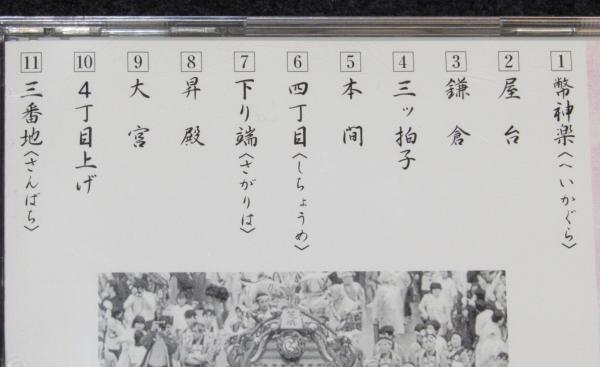 1 幣神楽〈へいかぐら〉
2 屋台
3 鎌倉
4 三ッ拍子
5 本間
6 四丁目〈しちょうめ〉
7 下り端〈さがりは〉
8 昇殿
9 大宮
10 4丁目上げ
11 三番地〈さんばち〉